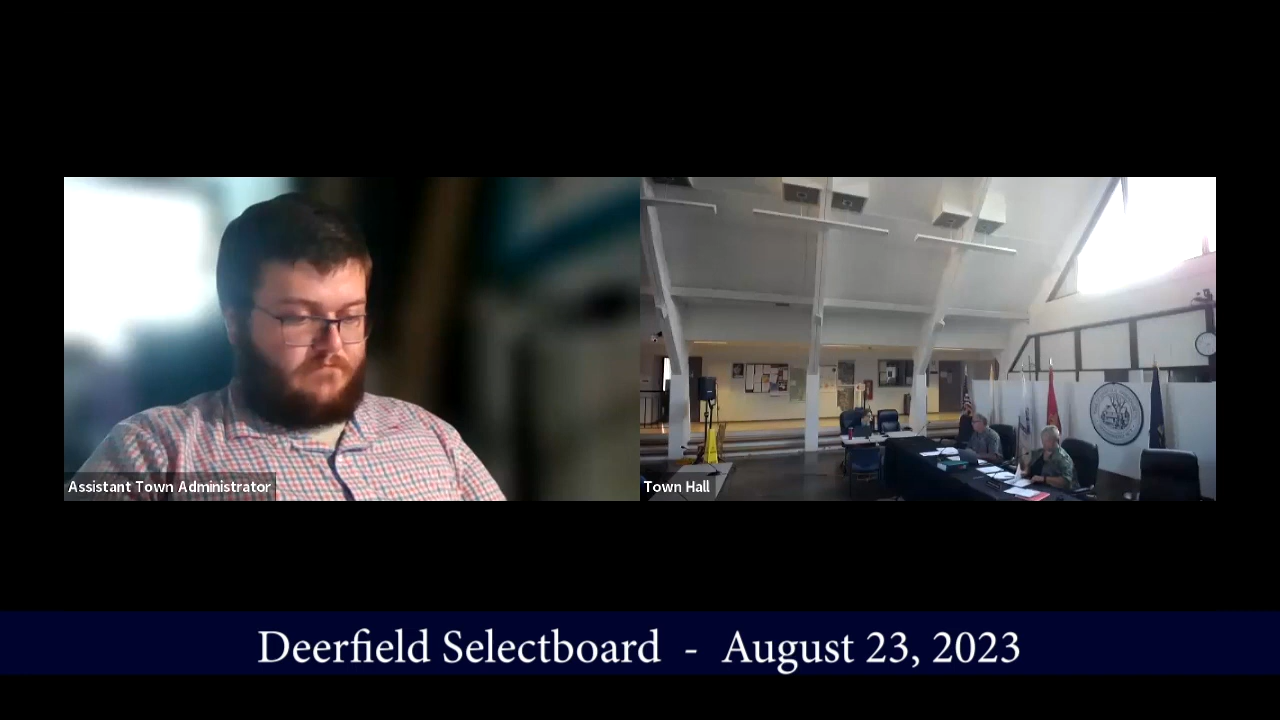 Assistant Town Administrator
Town Hall
Deerfield Selectboard - August 23, 2023